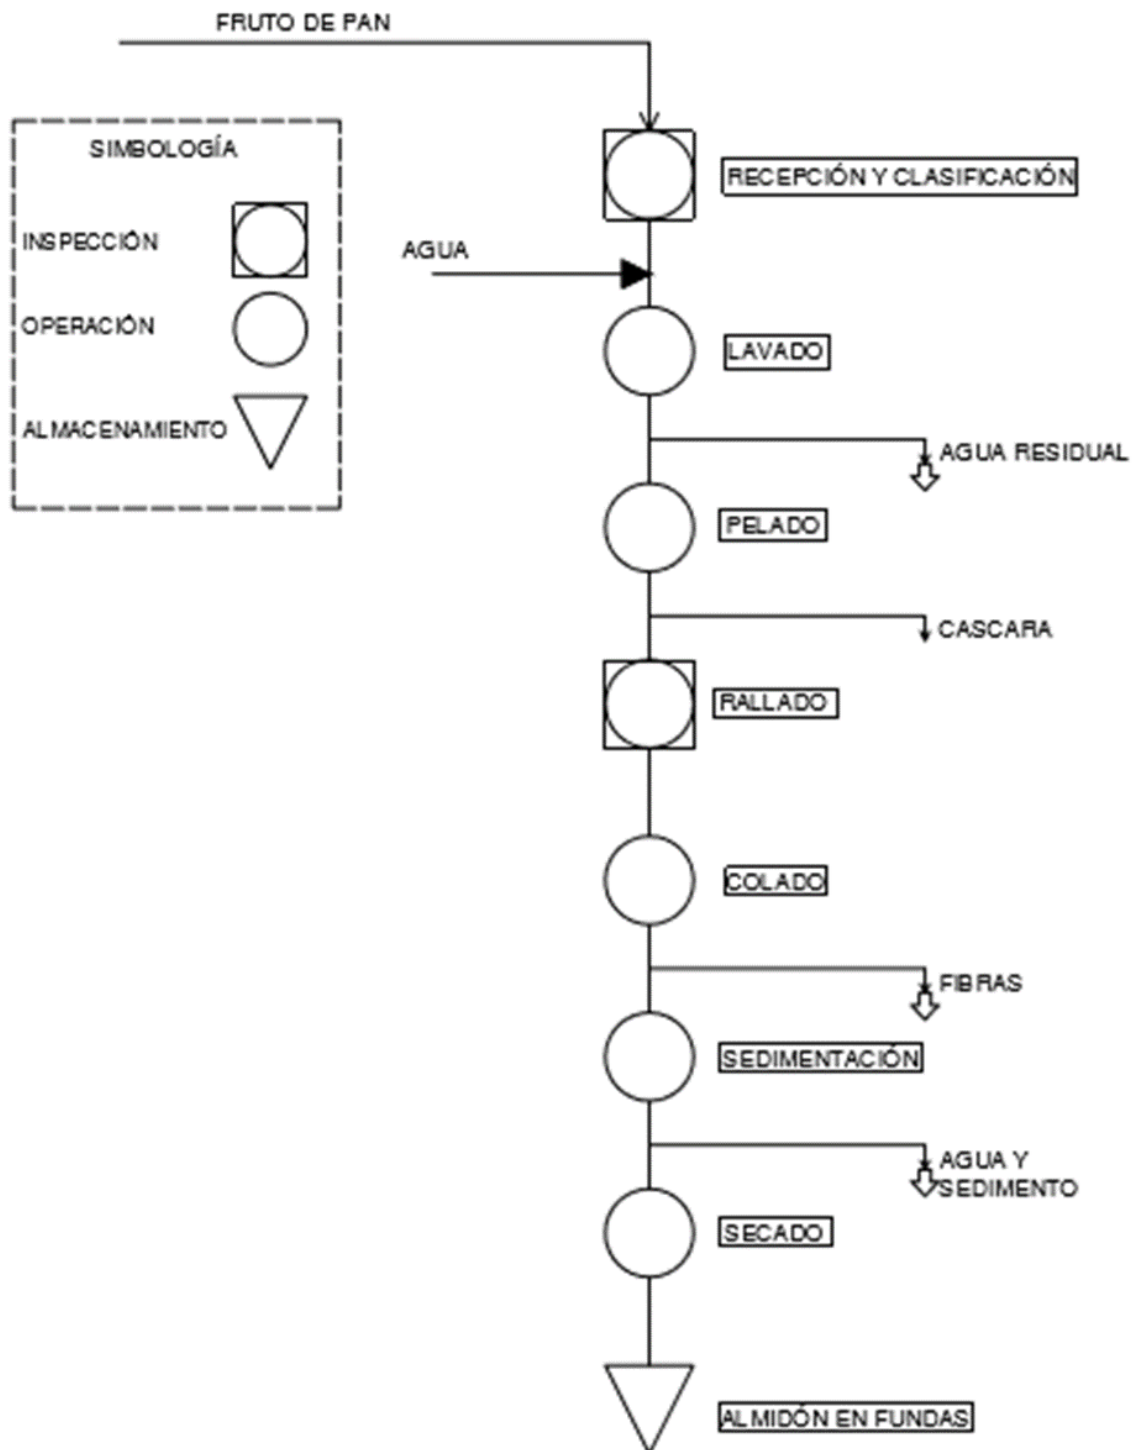 FRUTO DE PAN
SIMBOLOGÍA
INSPECCIÓN
OPERACIÓN
ALMACENAMIENTO
RECEPCIÓN Y CLASIFICACIÓN
AGUA
LAVADO
AGUA RESIDUAL
PELADO
CASCARA
RALLADO
COLADO
FIBRAS
SEDIMENTACIÓN
AGUA Y
SEDIMENTO
SECADO
ALMIDÓN EN FUNDAS